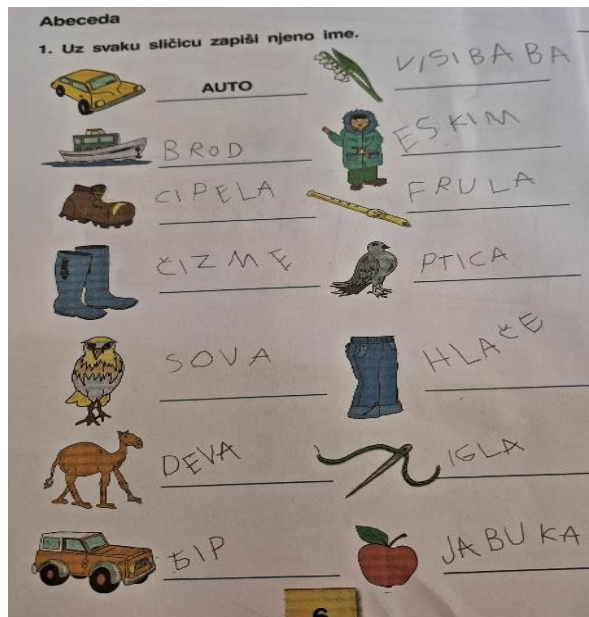 Abeceda
1. Uz svaku sličicu zapiši njeno ime.
AUTO
BROD
CIPELA
ČIZME
SOVA
DEVA
ĐIP
VISIBABA
ESKIM
FRULA
PTICA
HLAČE
IGLA
JABUKA
6